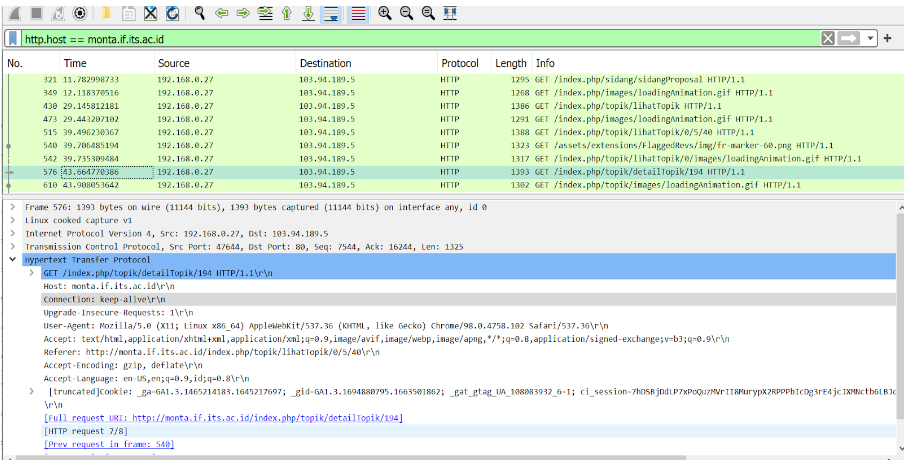 http.host == monta.if.its.ac.id
No. Time Source Destination Protocol Length Info
321 11.782998733 192.168.0.27 103.94.189.5 HTTP 1295 GET /index.php/sidang/sidangProposal HTTP/1.1
349 12.118370516 192.168.0.27 103.94.189.5 HTTP 1268 GET /index.php/images/loadingAnimation.gif HTTP/1.1
430 29.145812181 192.168.0.27 103.94.189.5 HTTP 1386 GET /index.php/topik/lihatTopik HTTP/1.1
473 29.443207102 192.168.0.27 103.94.189.5 HTTP 1291 GET /index.php/images/loadingAnimation.gif HTTP/1.1
515 39.496230367 192.168.0.27 103.94.189.5 HTTP 1388 GET /index.php/topik/lihatTopik/0/5/40 HTTP/1.1
540 39.706485194 192.168.0.27 103.94.189.5 HTTP 1323 GET /assets/extensions/FlaggedRevs/img/fr-marker-60.png HTTP/1.1
542 39.735309484 192.168.0.27 103.94.189.5 HTTP 1317 GET /index.php/topik/lihatTopik/0/images/loadingAnimation.gif HTTP/1.1
576 43.664770386 192.168.0.27 103.94.189.5 HTTP 1393 GET /index.php/topik/detailTopik/194 HTTP/1.1
610 43.908053642 192.168.0.27 103.94.189.5 HTTP 1302 GET /index.php/topik/images/loadingAnimation.gif HTTP/1.1
Frame 576: 1393 bytes on wire (11144 bits), 1393 bytes captured (11144 bits) on interface any, id 0
Linux cooked capture v1
Internet Protocol Version 4, Src: 192.168.0.27, Dst: 103.94.189.5
Transmission Control Protocol, Src Port: 47644, Dst Port: 80, Seq: 7544, Ack: 16244, Len: 1325
Hypertext Transfer Protocol
GET /index.php/topik/detailTopik/194 HTTP/1.1\r\n
Host: monta.if.its.ac.id\r\n
Connection: keep-alive\r\n
Upgrade-Insecure-Requests: 1\r\n
User-Agent: Mozilla/5.0 (X11; Linux x86_64) AppleWebKit/537.36 (KHTML, like Gecko) Chrome/98.0.4758.102 Safari/537.36\r\n
Accept: text/html,application/xhtml+xml,application/xml;q=0.9,image/avif,image/webp,image/apng,*/*;q=0.8,application/signed-exchange;v=b3;q=0.9\r\n
Referer: http://monta.if.its.ac.id/index.php/topik/lihatTopik/0/5/40\r\n
Accept-Encoding: gzip, deflate\r\n
Accept-Language: en-US,en;q=0.9,id;q=0.8\r\n
[truncated]Cookie: _ga=GA1.3.1465214183.1645217697; _gid=GA1.3.1694880795.1663501862; _gat_gtag_UA_108083932_6=1;
\r\n
[Full request URI: http://monta.if.its.ac.id/index.php/topik/detailTopik/194]
[HTTP request 7/8]
[Prev request in frame: 540]